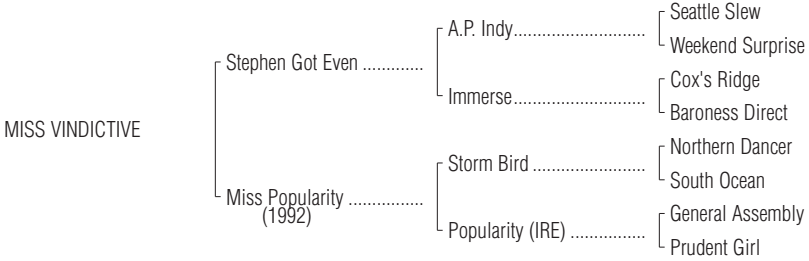 Seattle Slew
A.P. Indy..........................
Weekend Surprise
Stephen Got Even .............
Cox's Ridge
Immerse..........................
Baroness Direct
MISS VINDICTIVE
Northern Dancer
Storm Bird ......................
South Ocean
Miss Popularity ................
(1992)
General Assembly
Popularity (IRE) ................
Prudent Girl